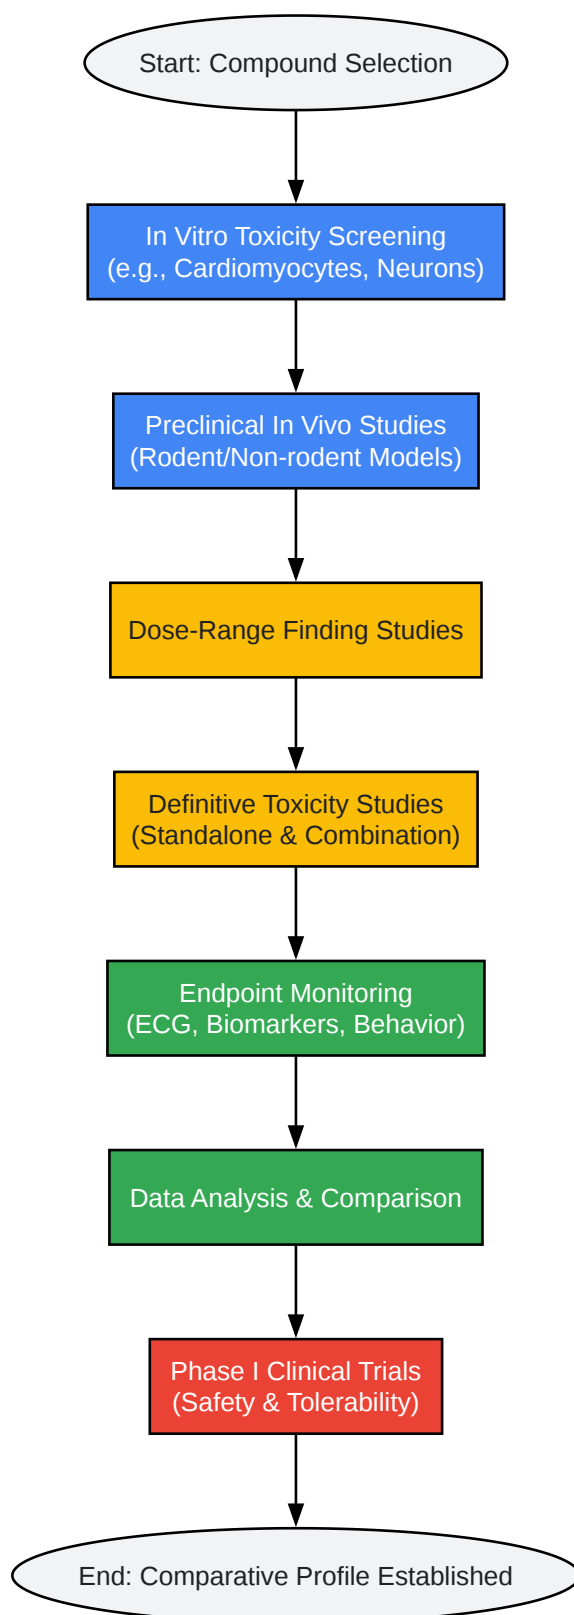 Start: Compound Selection
In Vitro Toxicity Screening
(e.g., Cardiomyocytes, Neurons)
Preclinical In Vivo Studies
(Rodent/Non-rodent Models)
Dose-Range Finding Studies
Definitive Toxicity Studies
(Standalone & Combination)
Endpoint Monitoring
(ECG, Biomarkers, Behavior)
Data Analysis & Comparison
Phase I Clinical Trials
(Safety & Tolerability)
End: Comparative Profile Established